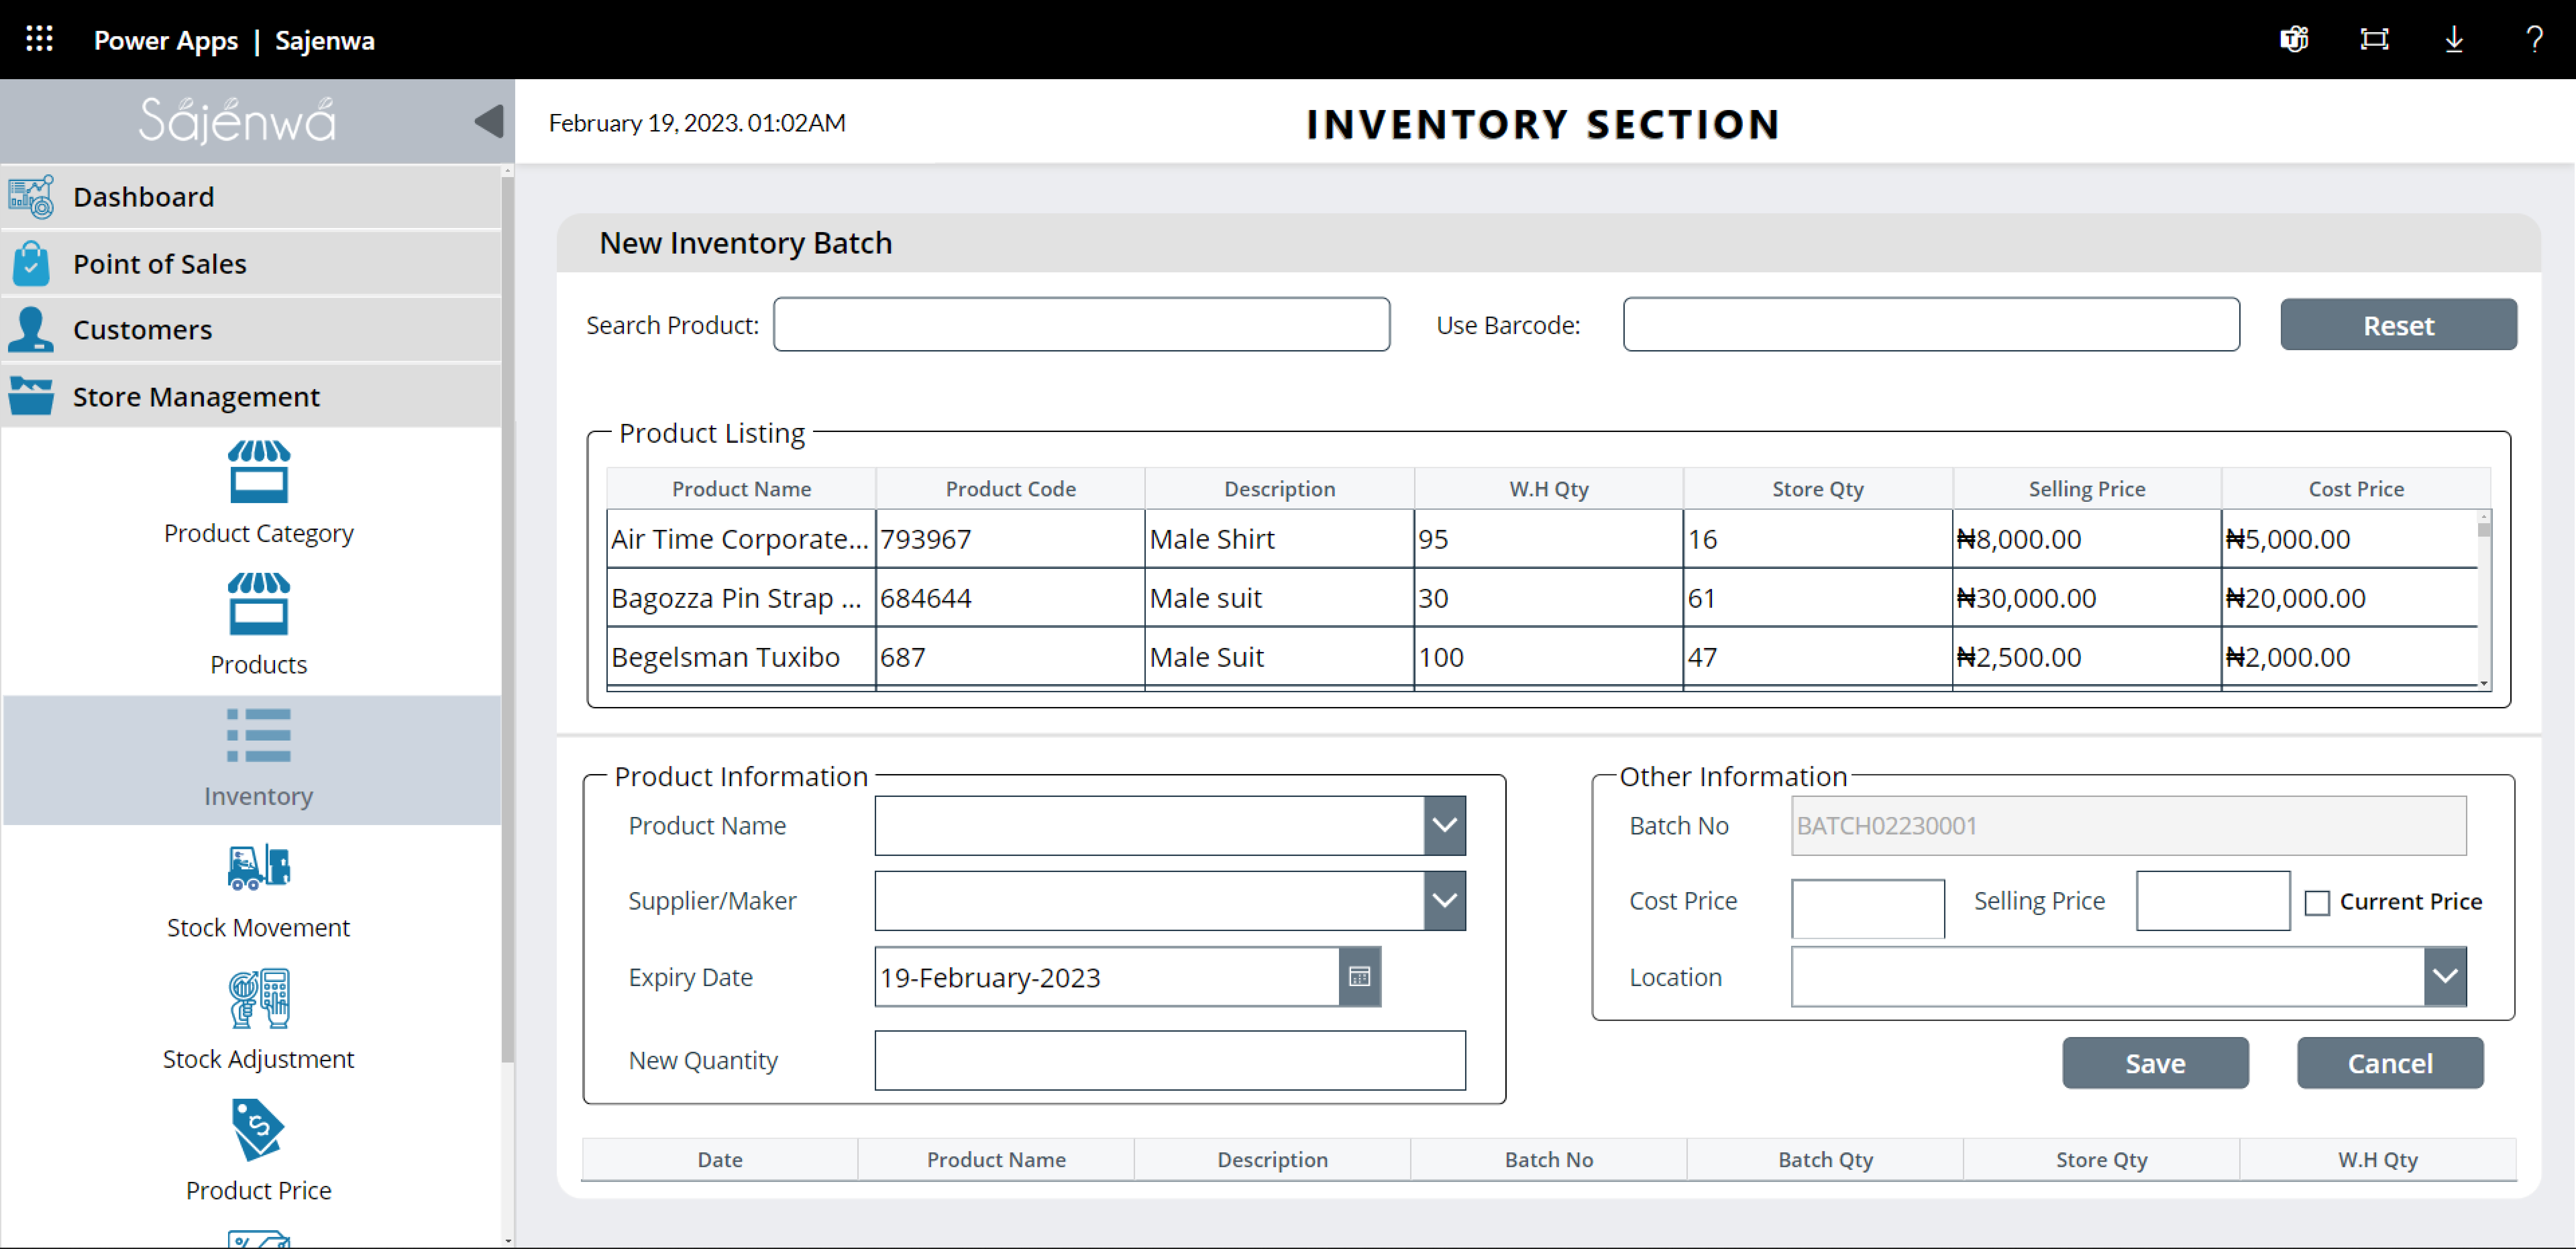 Power Apps | Sajenwa
?
Sájénwá
February 19, 2023. 01:02AM
INVENTORY SECTION
Dashboard
Point of Sales
Customers
Store Management
Product Category
Products
Inventory
Stock Movement
Stock Adjustment
Product Price
New Inventory Batch
Search Product:
Use Barcode:
Reset
Product Listing
Product Name Product Code Description W.H Qty Store Qty Selling Price Cost Price
Air Time Corporate... 793967 Male Shirt 95 16 ₦8,000.00 ₦5,000.00
Bagozza Pin Strap ... 684644 Male suit 30 61 ₦30,000.00 ₦20,000.00
Begelsman Tuxibo 687 Male Suit 100 47 ₦2,500.00 ₦2,000.00
Product Information
Product Name
Supplier/Maker
Expiry Date 19-February-2023
New Quantity
Other Information
Batch No BATCH02230001
Cost Price Selling Price Current Price
Location
Save Cancel
Date Product Name Description Batch No Batch Qty Store Qty W.H Qty